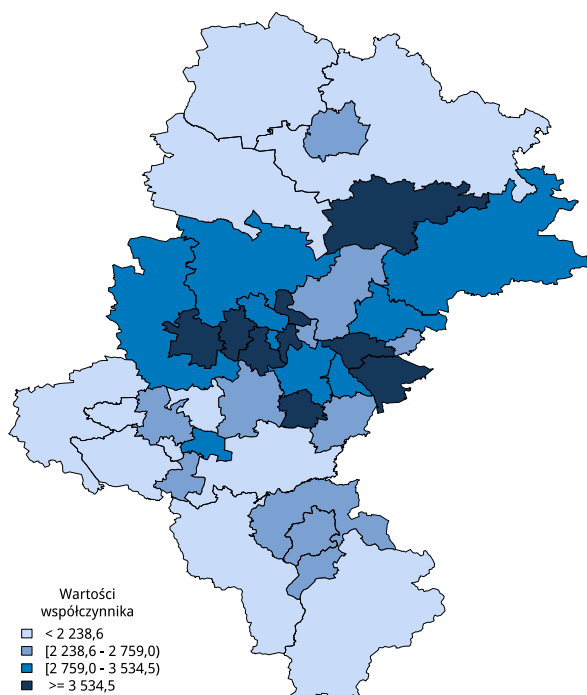 Wartości
współczynnika
< 2 238,6
[2 238,6 - 2 759,0)
[2 759,0 - 3 534,5)
>= 3 534,5